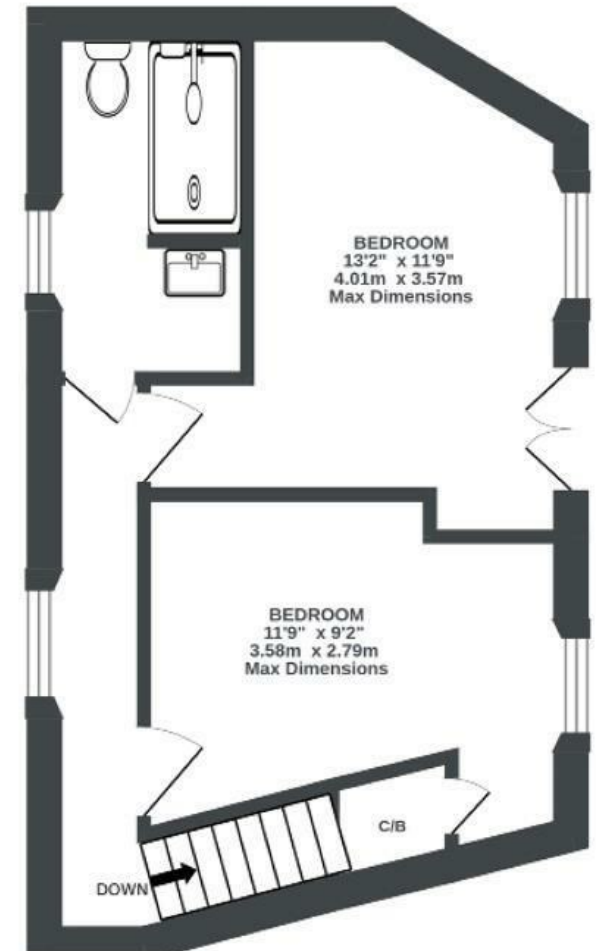 BEDROOM
13'2" x 11'9"
4.01m x 3.57m
Max Dimensions
BEDROOM
11'9" x 9'2"
3.58m x 2.79m
Max Dimensions
C/B
DOWN